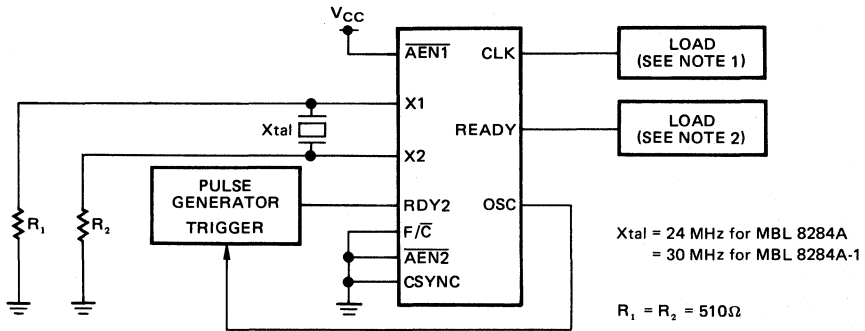 VCC
AEN1
CLK
LOAD
(SEE NOTE 1)
X1
Xtal
READY
LOAD
(SEE NOTE 2)
X2
PULSE
GENERATOR
TRIGGER
RDY2
OSC
R1
R2
F/C
AEN2
CSYNC
Xtal = 24 MHz for MBL 8284A
= 30 MHz for MBL 8284A-1
R1 = R2 = 510Ω